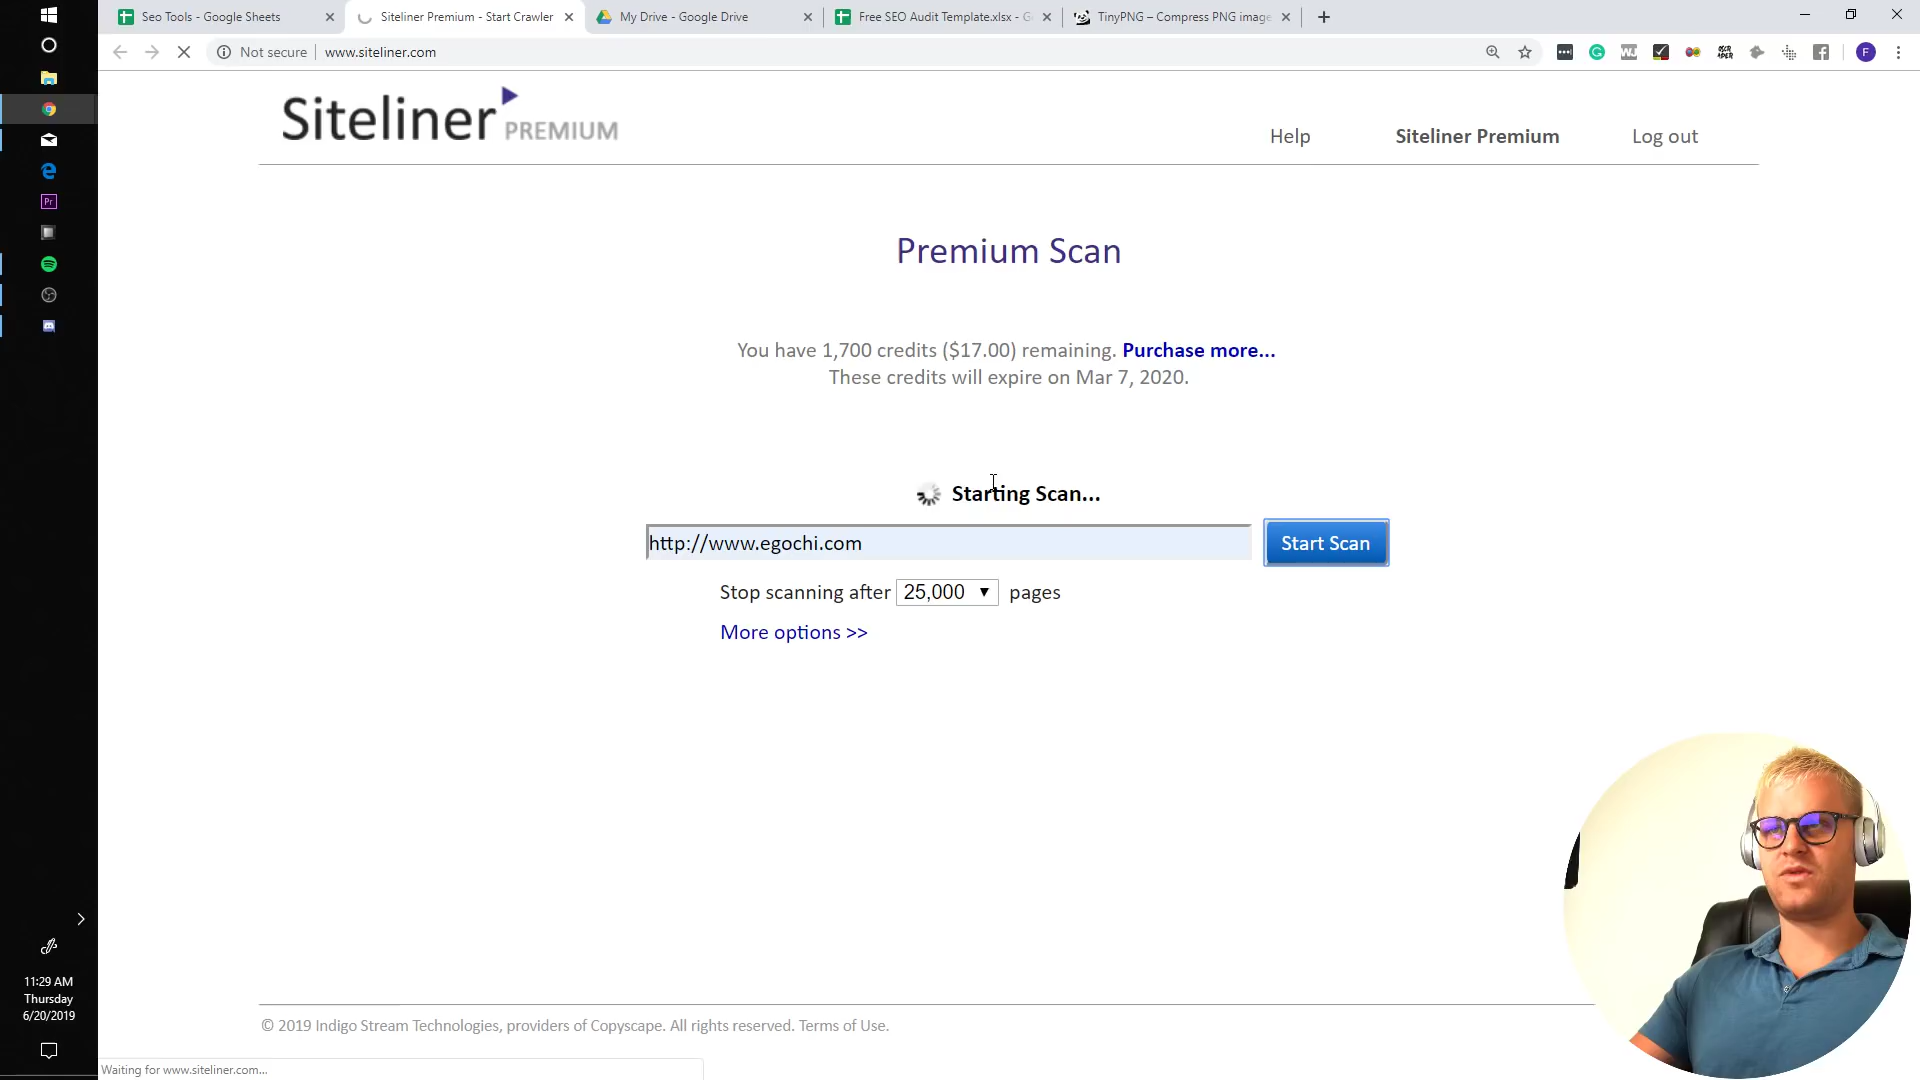 Seo Tools - Google Sheets
Siteliner Premium - Start Crawler
My Drive - Google Drive
Free SEO Audit Template.xlsx - G
TinyPNG – Compress PNG image
Not secure
www.siteliner.com
F
Siteliner PREMIUM
Help
Siteliner Premium
Log out
Premium Scan
You have 1,700 credits ($17.00) remaining. Purchase more...
These credits will expire on Mar 7, 2020.
Starting Scan...
http://www.egochi.com
Start Scan
Stop scanning after 25,000 pages
More options >>
Pr
11:29 AM
Thursday
6/20/2019
© 2019 Indigo Stream Technologies, providers of Copyscape. All rights reserved. Terms of Use.
Waiting for www.siteliner.com...